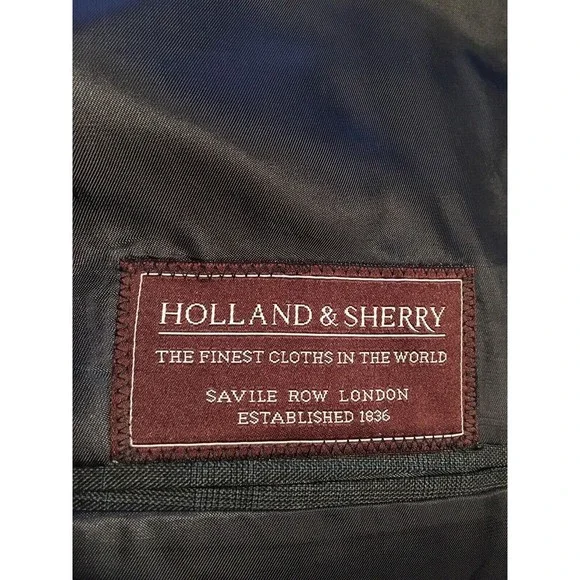 HOLLAND & SHERRY
THE FINEST CLOTHS IN THE WORLD
SAVILE ROW LONDON
ESTABLISHED 1836